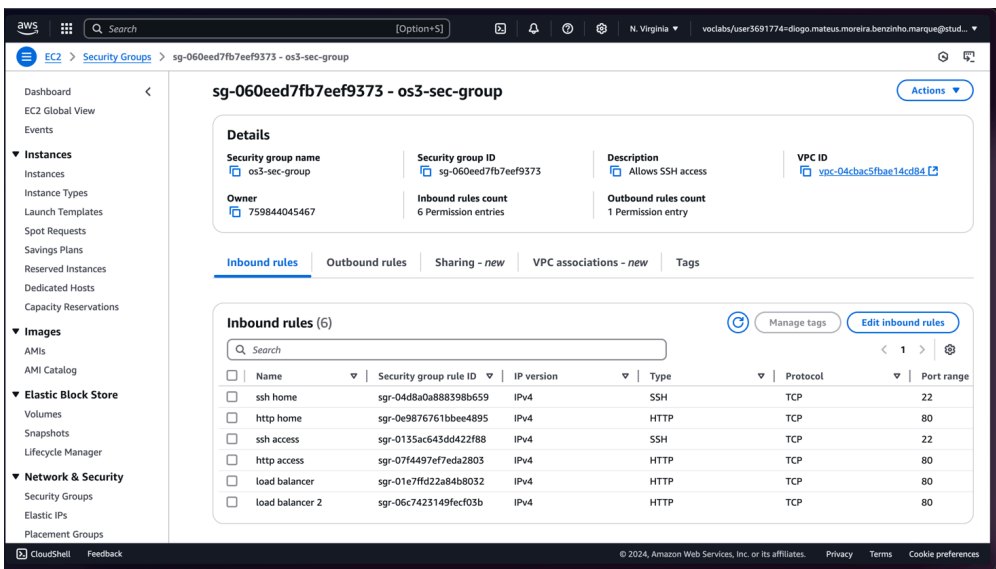 aws Search [Option+S] N. Virginia ▼ voclabs/user3691774=diogo.mateus.moreira.benzinho.marque@stud... ▼
EC2 > Security Groups > sg-060eed7fb7eef9373 - os3-sec-group
Dashboard
EC2 Global View
Events
▼ Instances
Instances
Instance Types
Launch Templates
Spot Requests
Savings Plans
Reserved Instances
Dedicated Hosts
Capacity Reservations
▼ Images
AMIs
AMI Catalog
▼ Elastic Block Store
Volumes
Snapshots
Lifecycle Manager
▼ Network & Security
Security Groups
Elastic IPs
Placement Groups
sg-060eed7fb7eef9373 - os3-sec-group
Actions ▼
Details
Security group name Security group ID Description VPC ID
os3-sec-group sg-060eed7fb7eef9373 Allows SSH access vpc-04cbac5fbae14cd84
Owner Inbound rules count Outbound rules count
759844045467 6 Permission entries 1 Permission entry
Inbound rules Outbound rules Sharing - new VPC associations - new Tags
Inbound rules (6) Manage tags Edit inbound rules
Search < 1 >
Name Security group rule ID IP version Type Protocol Port range
ssh home sgr-04d8a0a888398b659 IPv4 SSH TCP 22
http home sgr-0e9876761bbee4895 IPv4 HTTP TCP 80
ssh access sgr-0135ac643dd422f88 IPv4 SSH TCP 22
http access sgr-07f4497ef7eda2803 IPv4 HTTP TCP 80
load balancer sgr-01e7ffd22a84b8032 IPv4 HTTP TCP 80
load balancer 2 sgr-06c7423149fecf03b IPv4 HTTP TCP 80
CloudShell Feedback © 2024, Amazon Web Services, Inc. or its affiliates. Privacy Terms Cookie preferences